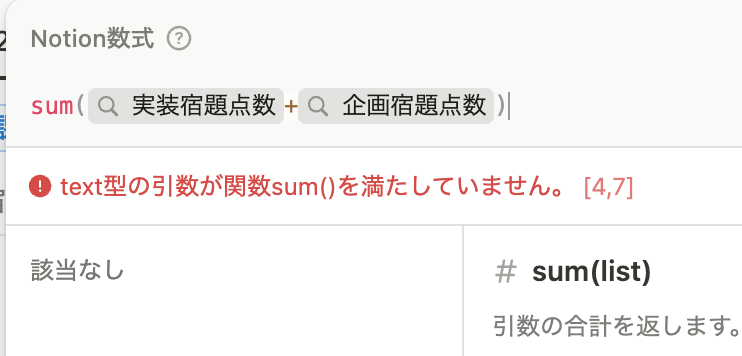 Notion数式
sum( 実装宿題点数 + 企画宿題点数 )
text型の引数が関数sum()を満たしていません。 [4,7]
該当なし
# sum(list)
引数の合計を返します。